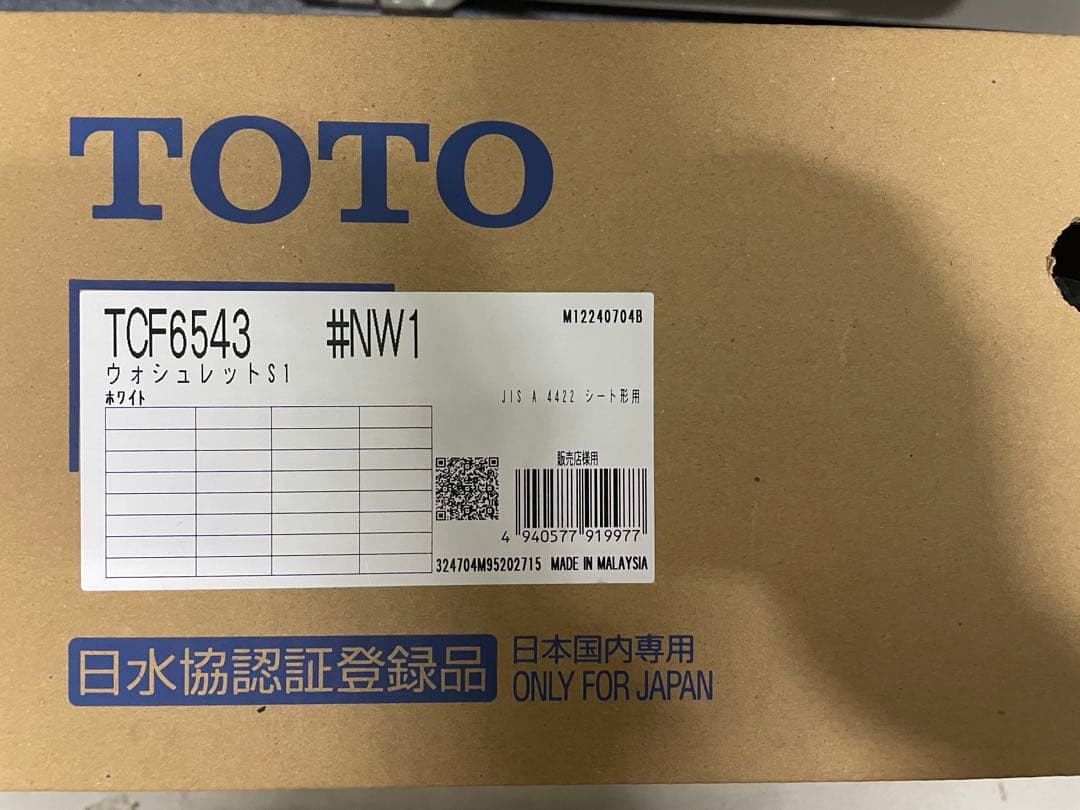 TOTO
TCF6543 #NW1
M12240704B
ウォシュレットS1
ホワイト
JIS A 4422 シート形用
販売店様用
4 940577 919977
324704M95202715 MADE IN MALAYSIA
日水協認証登録品
日本国内専用
ONLY FOR JAPAN